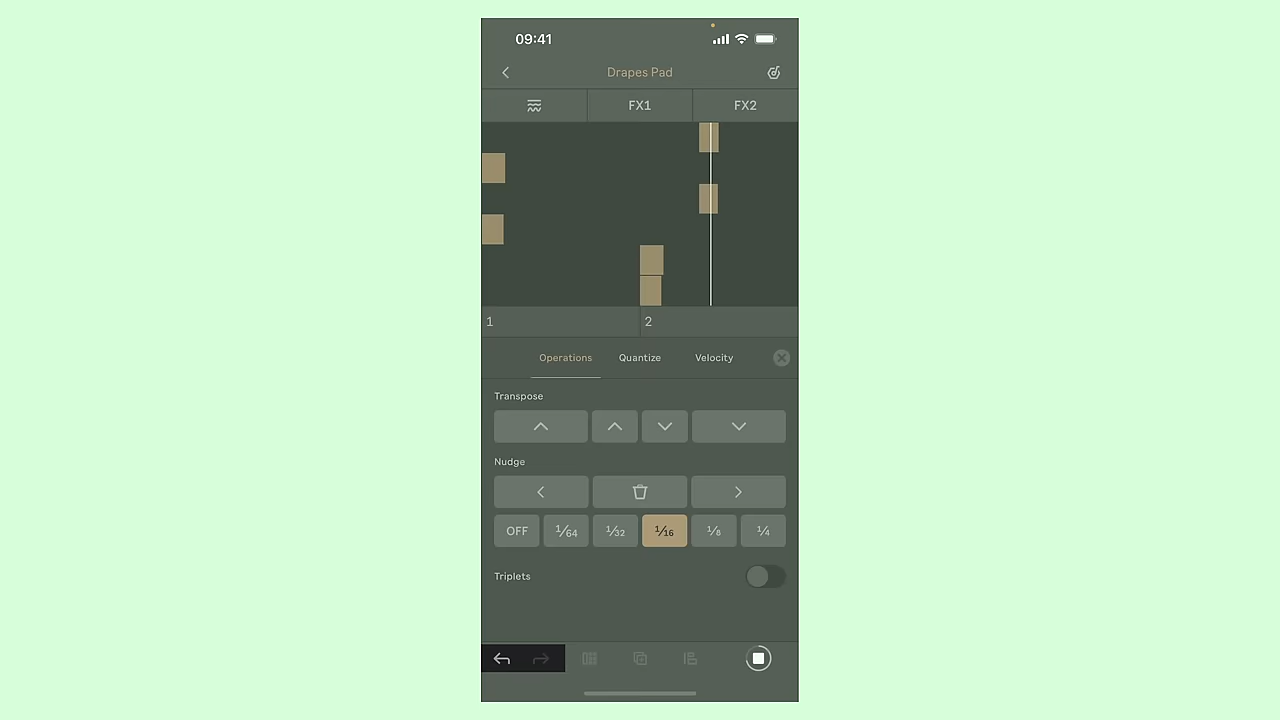 09:41
Drapes Pad
FX1 FX2
1 2
Operations Quantize Velocity
Transpose
Nudge
OFF 1/64 1/32 1/16 1/8 1/4
Triplets